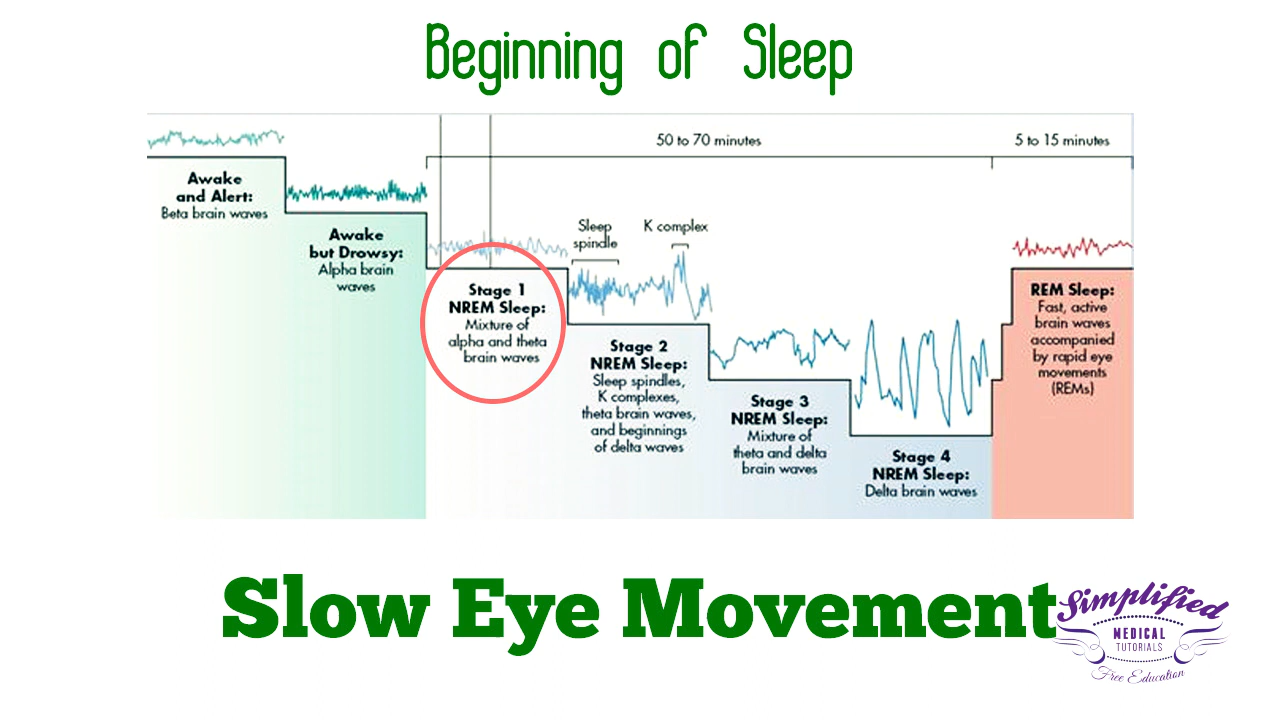 Beginning of Sleep
50 to 70 minutes
5 to 15 minutes
Awake
and Alert:
Beta brain waves
Awake
but Drowsy:
Alpha brain
waves
Stage 1
NREM Sleep:
Mixture of
alpha and theta
brain waves
Sleep
spindle
K complex
Stage 2
NREM Sleep:
Sleep spindles,
K complexes,
theta brain waves,
and beginnings
of delta waves
Stage 3
NREM Sleep:
Mixture of
theta and delta
brain waves
Stage 4
NREM Sleep:
Delta brain waves
REM Sleep:
Fast, active
brain waves
accompanied
by rapid eye
movements
(REMs)
Slow Eye Movement
Simplified
MEDICAL
TUTORIALS
Free Education